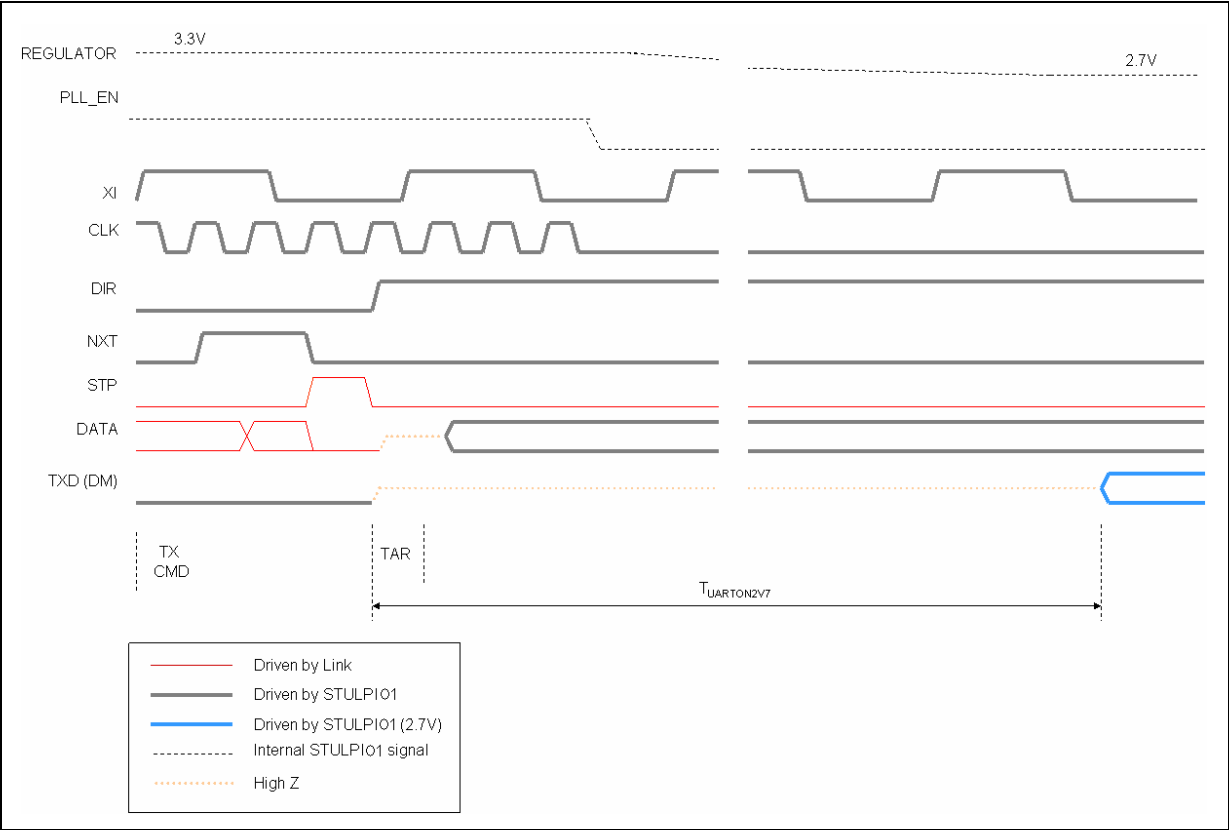 3.3V
REGULATOR
2.7V
PLL_EN
XI
CLK
DIR
NXT
STP
DATA
TXD (DM)
TX
CMD
TAR
TUARTON2V7
Driven by Link
Driven by STULPI01
Driven by STULPI01 (2.7V)
Internal STULPI01 signal
High Z